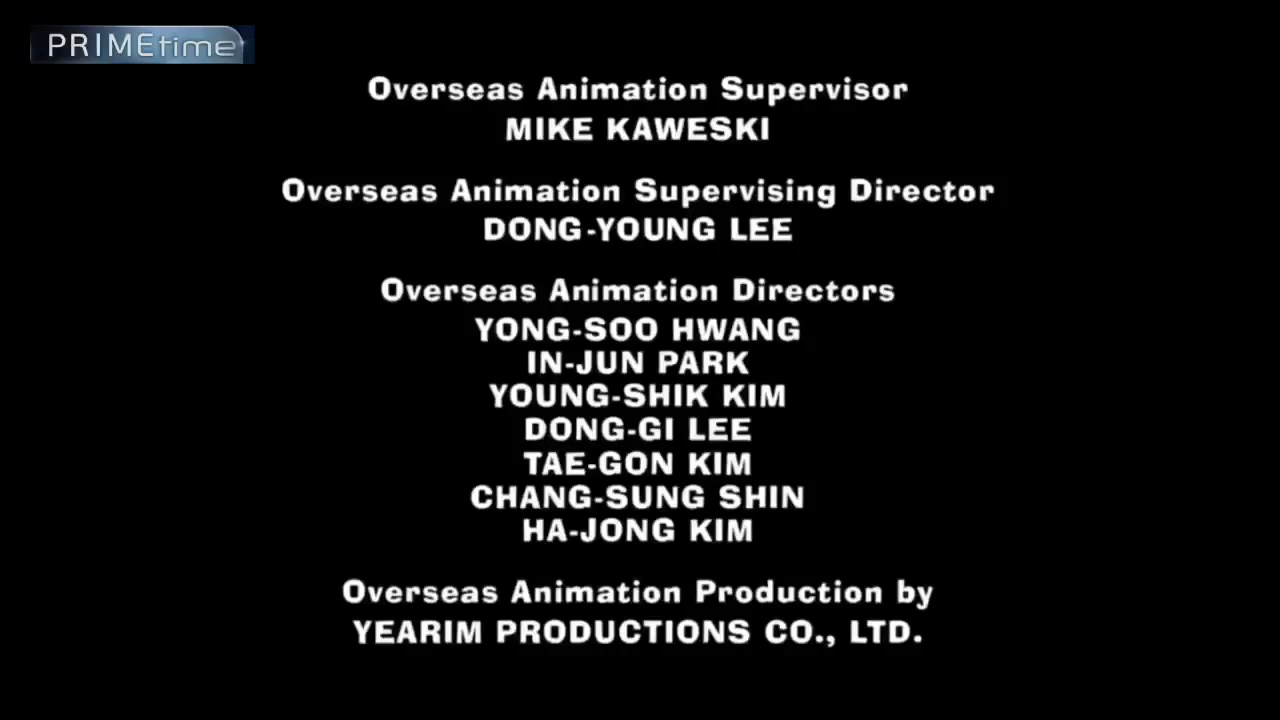 PRIMEtime
Overseas Animation Supervisor
MIKE KAWESKI
Overseas Animation Supervising Director
DONG-YOUNG LEE
Overseas Animation Directors
YONG-SOO HWANG
IN-JUN PARK
YOUNG-SHIK KIM
DONG-GI LEE
TAE-GON KIM
CHANG-SUNG SHIN
HA-JONG KIM
Overseas Animation Production by
YEARIM PRODUCTIONS CO., LTD.